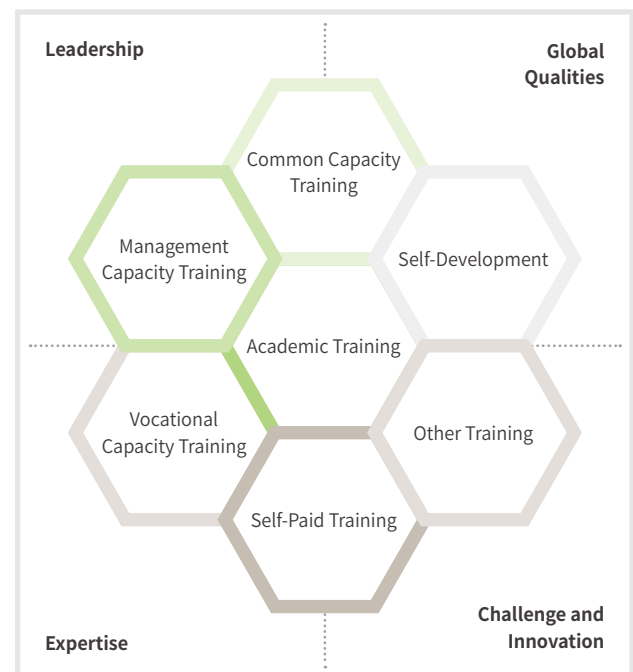 Leadership
Global
Qualities
Common Capacity
Training
Management
Capacity Training
Self-Development
Academic Training
Vocational
Capacity Training
Other Training
Self-Paid Training
Expertise
Challenge and
Innovation